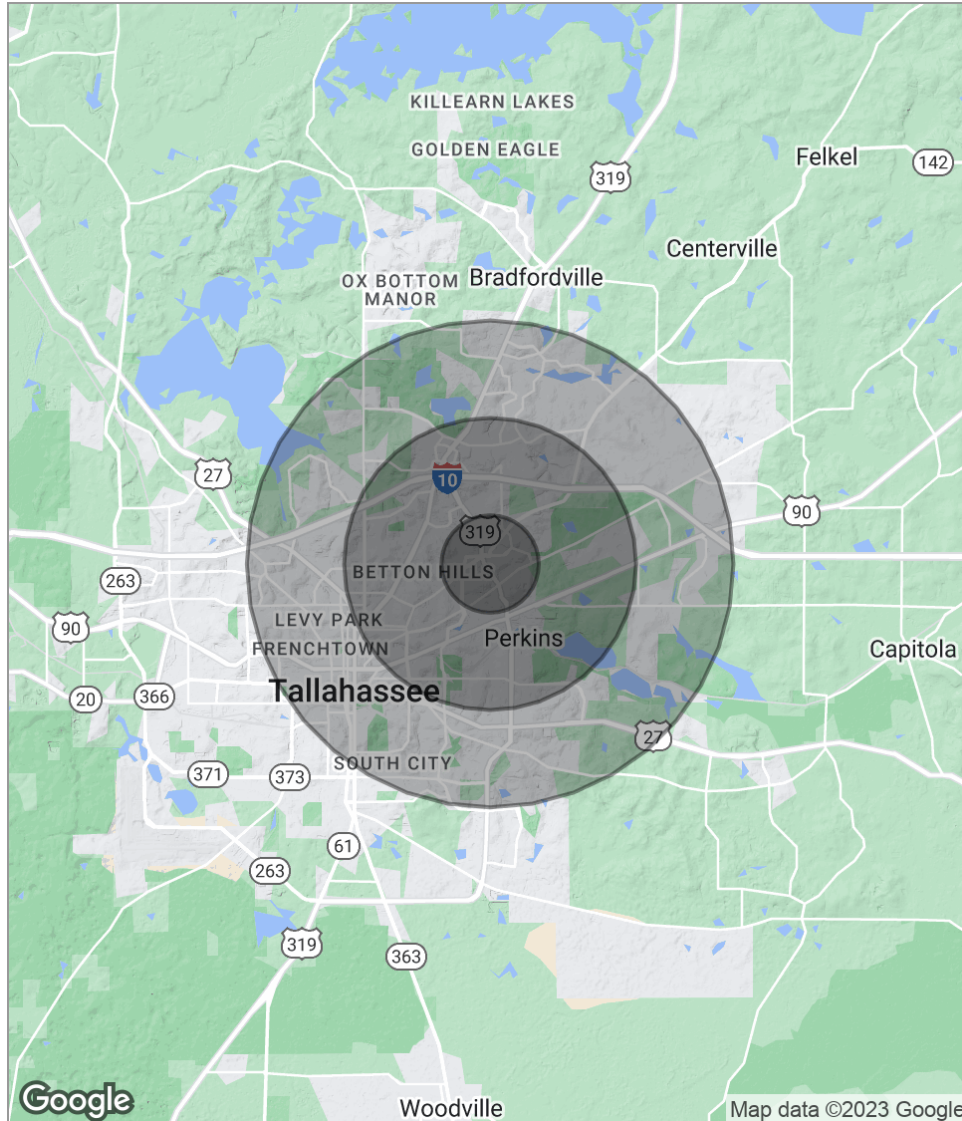 KILLEARN LAKES
GOLDEN EAGLE
Felkel
142
319
Centerville
OX BOTTOM
MANOR
Bradfordville
27
10
90
319
BETTON HILLS
263
LEVY PARK
90
FRENCHTOWN
Perkins
Capitola
Tallahassee
20
366
27
SOUTH CITY
371
373
61
263
319
363
Google
Woodville
Map data ©2023 Google